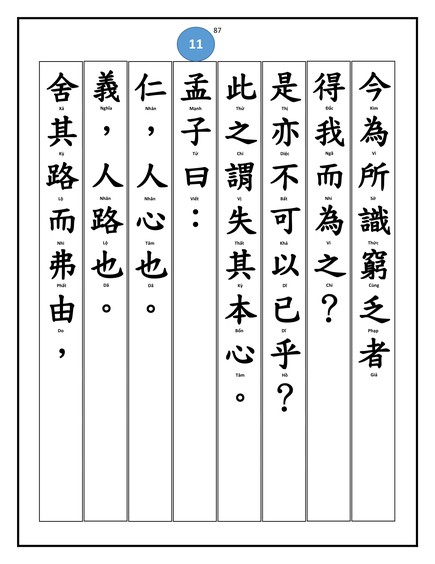 87
11
今為所識窮乏者
Kim Vi Sở Thức Cùng Phạp Giả
得我而為之？
Đắc Ngã Nhi Vi Chi
是亦不可以已乎？
Thị Diệc Bất Khả Dĩ Dĩ Hồ
此之謂失其本心。
Thử Chi Vị Thất Kỳ Bổn Tâm
孟子曰：
Mạnh Tử Viết
仁，人心也。
Nhân Nhân Tâm Dã
義，人路也。
Nghĩa Nhân Lộ Dã
舍其路而弗由，
Xả Kỳ Lộ Nhi Phất Do